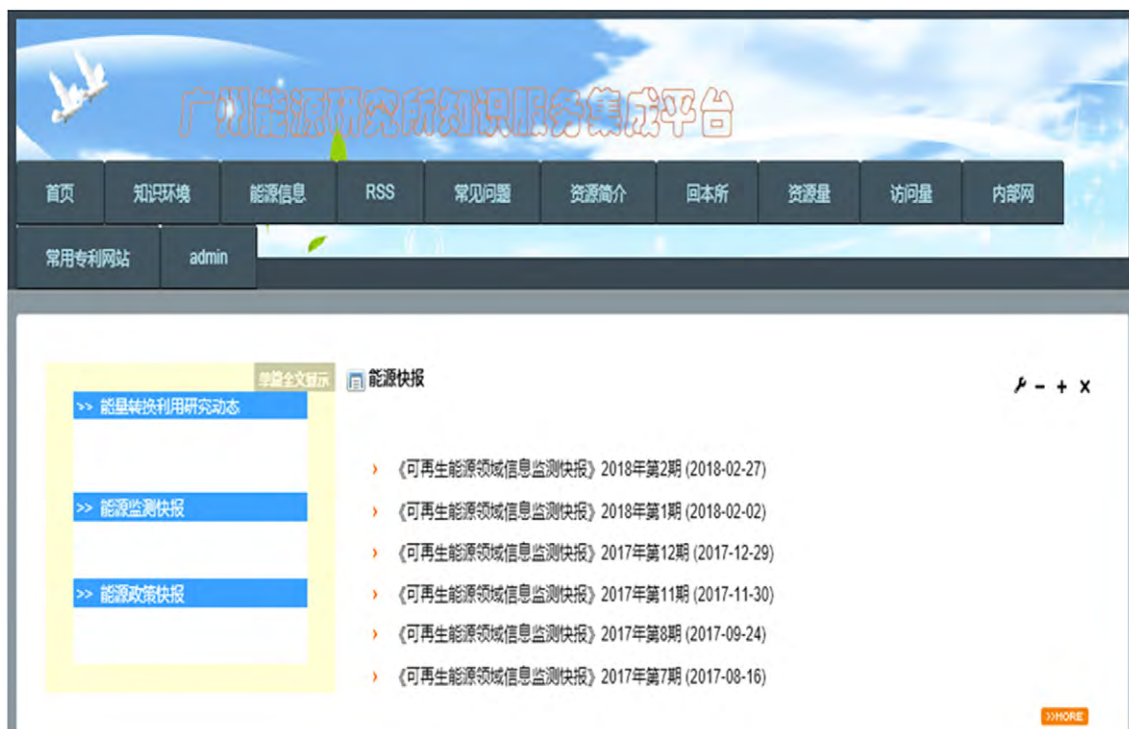 广州能源研究所知识服务集成平台
首页 知识环境 能源信息 RSS 常见问题 资源简介 回本所 资源量 访问量 内部网
常用专利网站 admin
单篇全文显示
>> 能量转换利用研究动态
>> 能源监测快报
>> 能源政策快报
能源快报
《可再生能源领域信息监测快报》2018年第2期 (2018-02-27)
《可再生能源领域信息监测快报》2018年第1期 (2018-02-02)
《可再生能源领域信息监测快报》2017年第12期 (2017-12-29)
《可再生能源领域信息监测快报》2017年第11期 (2017-11-30)
《可再生能源领域信息监测快报》2017年第8期 (2017-09-24)
《可再生能源领域信息监测快报》2017年第7期 (2017-08-16)
>>MORE